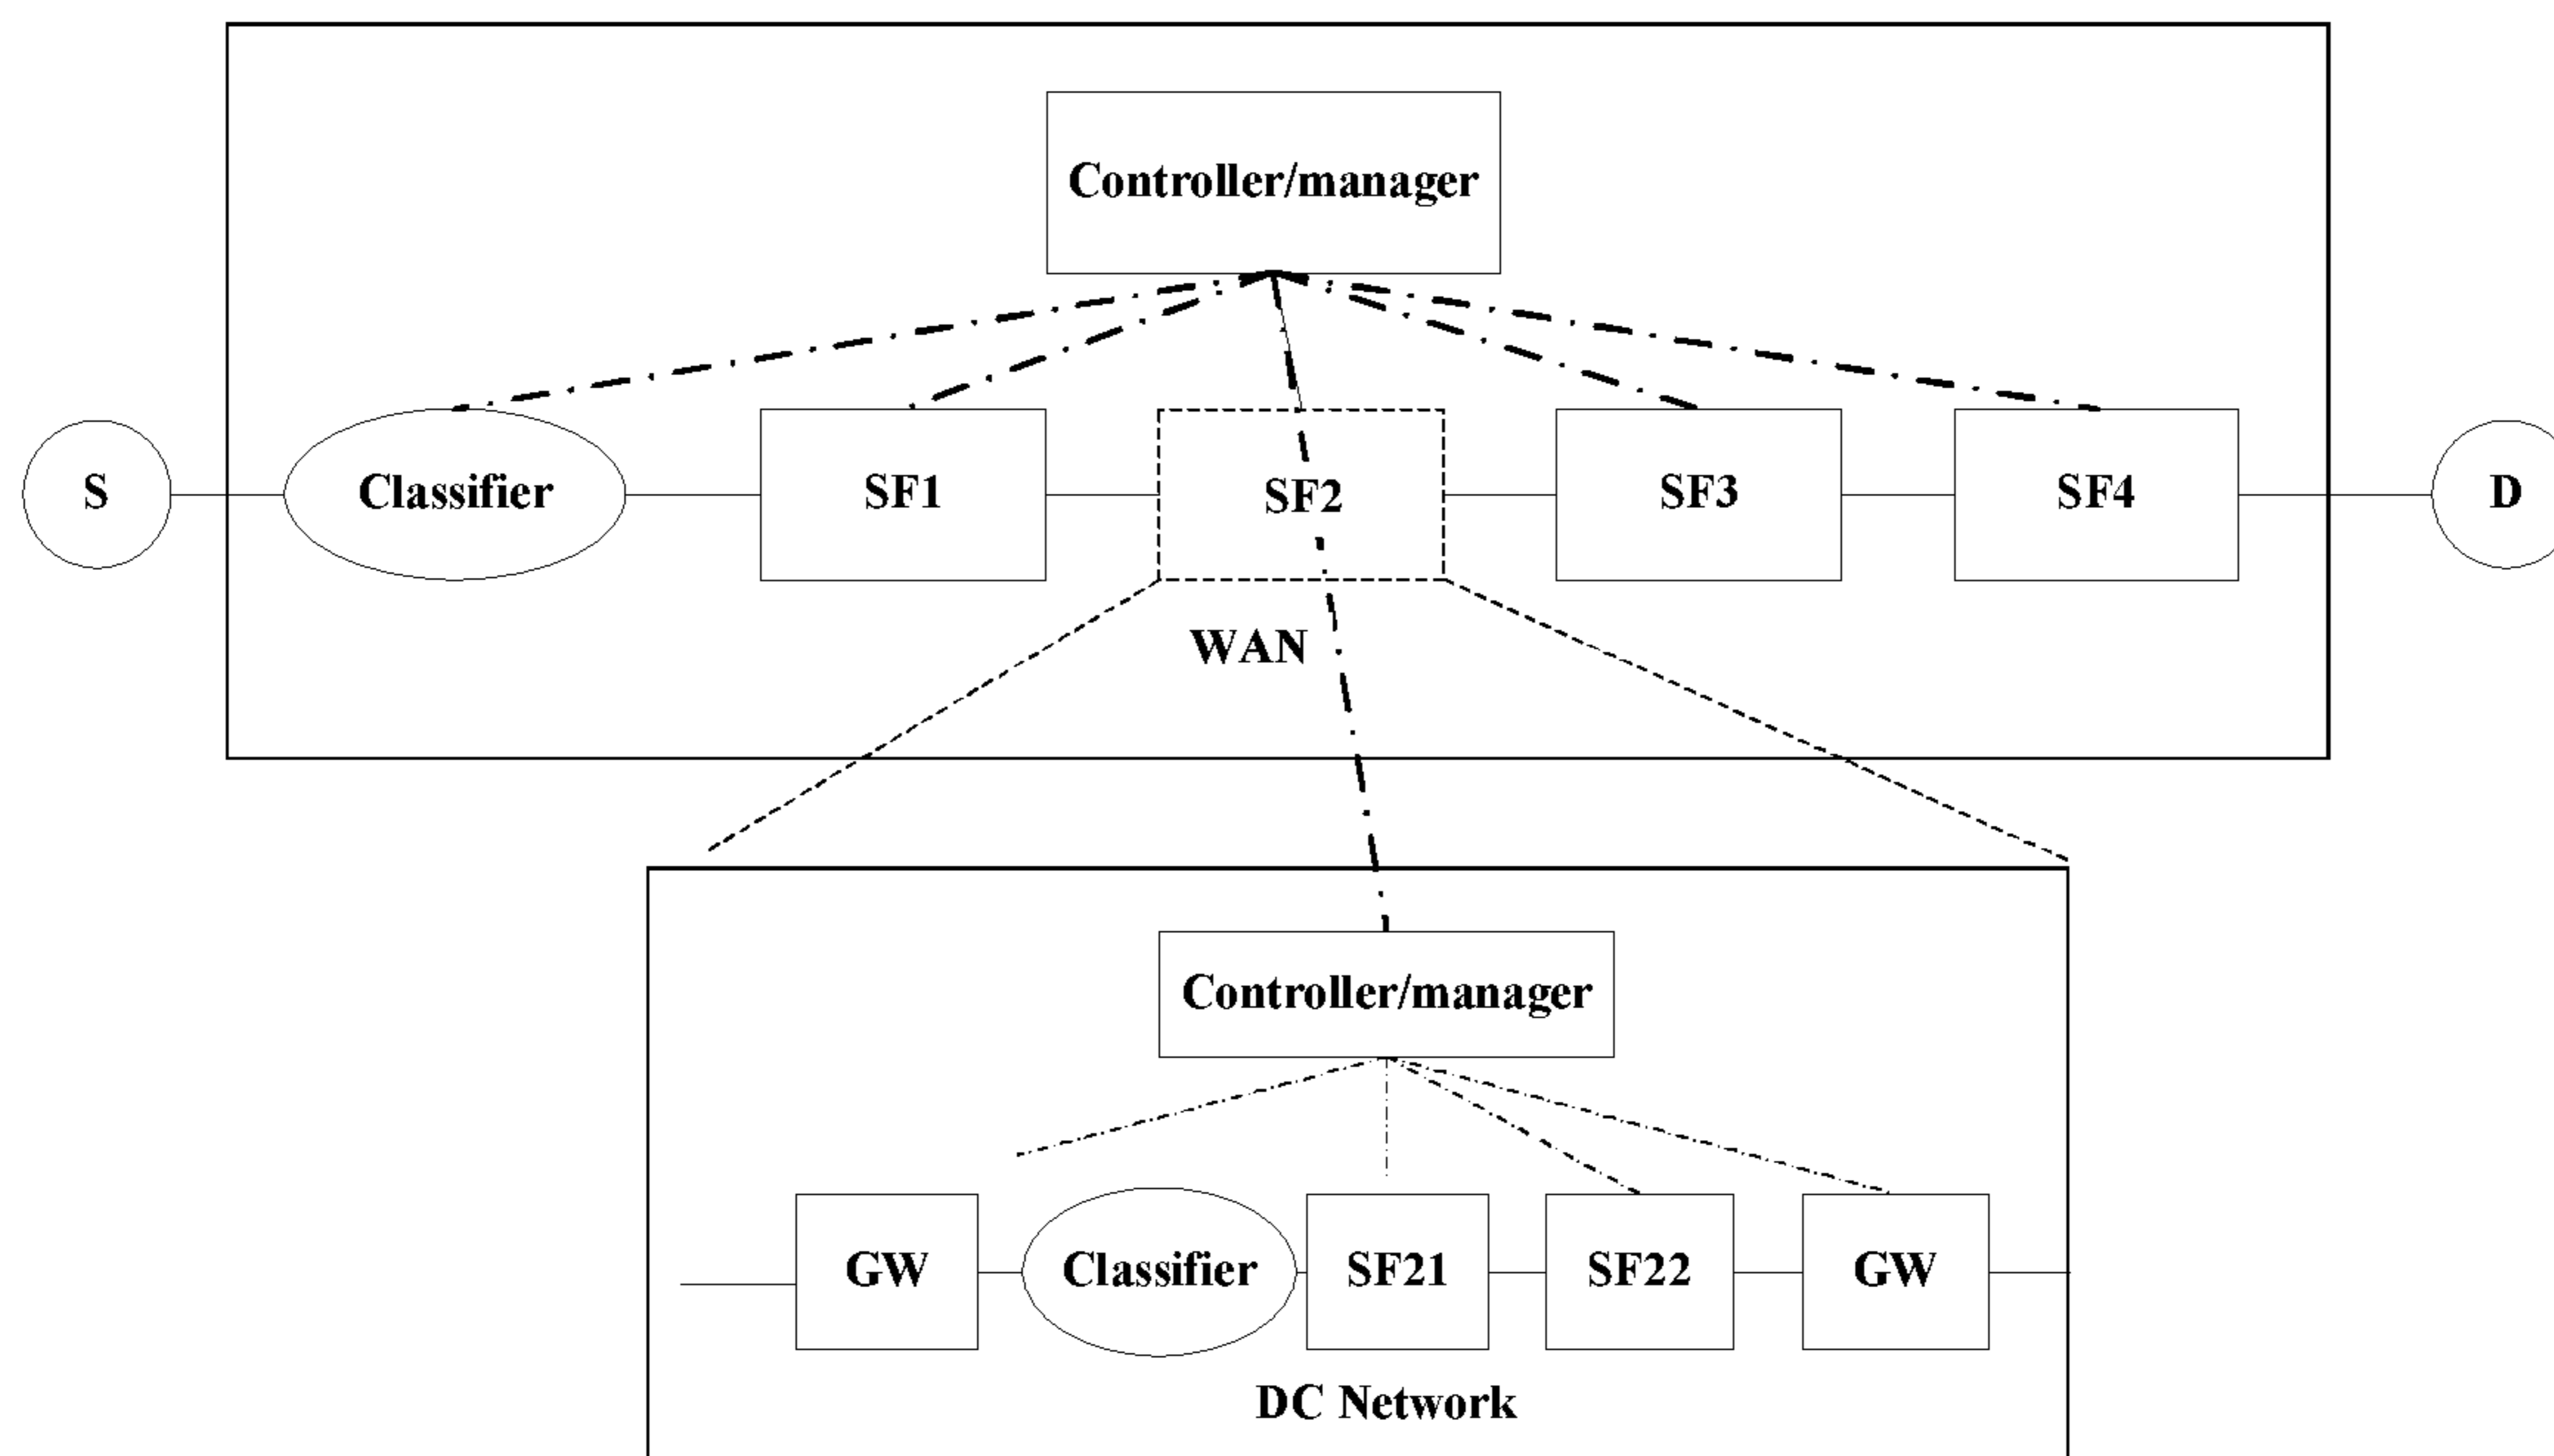 Controller/manager
S
Classifier
SF1
SF2
SF3
SF4
D
WAN
Controller/manager
GW
Classifier
SF21
SF22
GW
DC Network